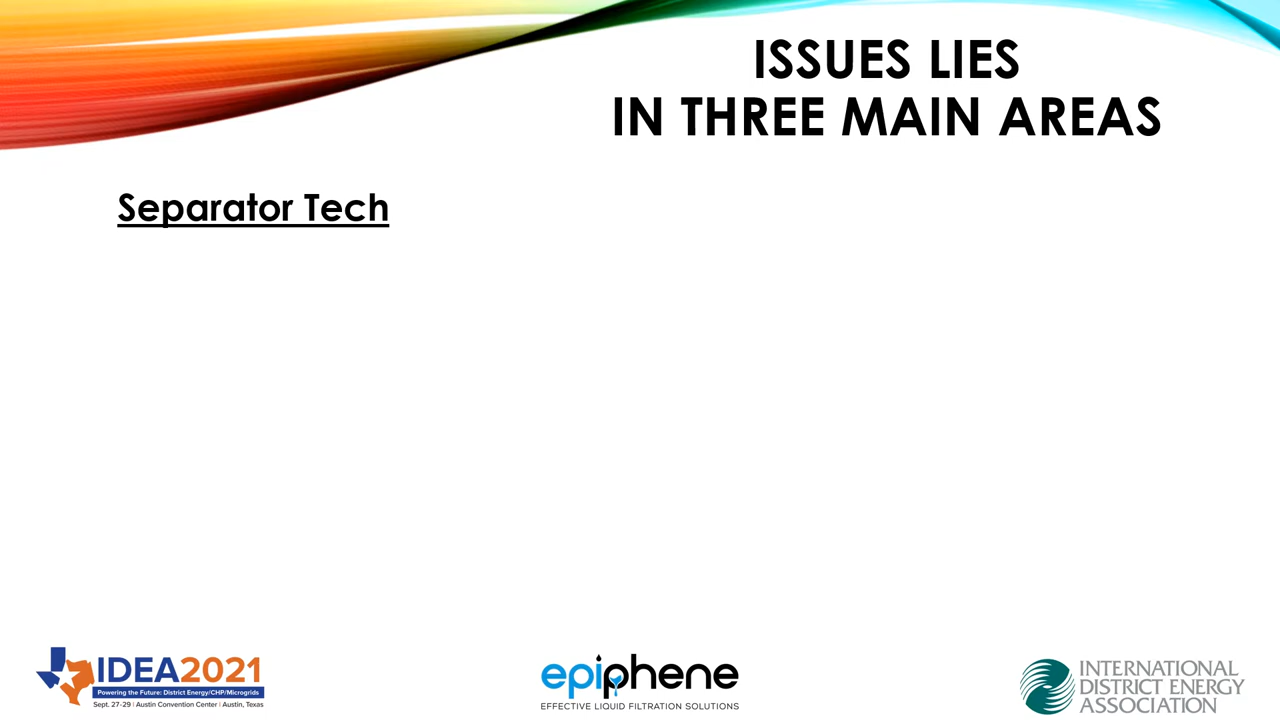 ISSUES LIES
IN THREE MAIN AREAS
Separator Tech
IDEA2021
Powering the Future: District Energy/CHP/Microgrids
Sept. 27-29 | Austin Convention Center | Austin, Texas
epiphene
EFFECTIVE LIQUID FILTRATION SOLUTIONS
INTERNATIONAL
DISTRICT ENERGY
ASSOCIATION